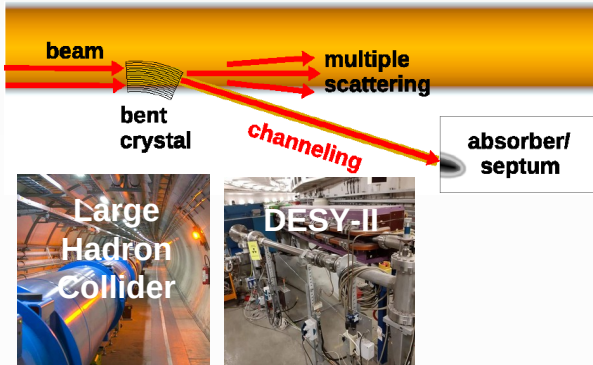 beam
multiple
scattering
bent
crystal
channeling
absorber/
septum
Large
Hadron
Collider
DESY-II